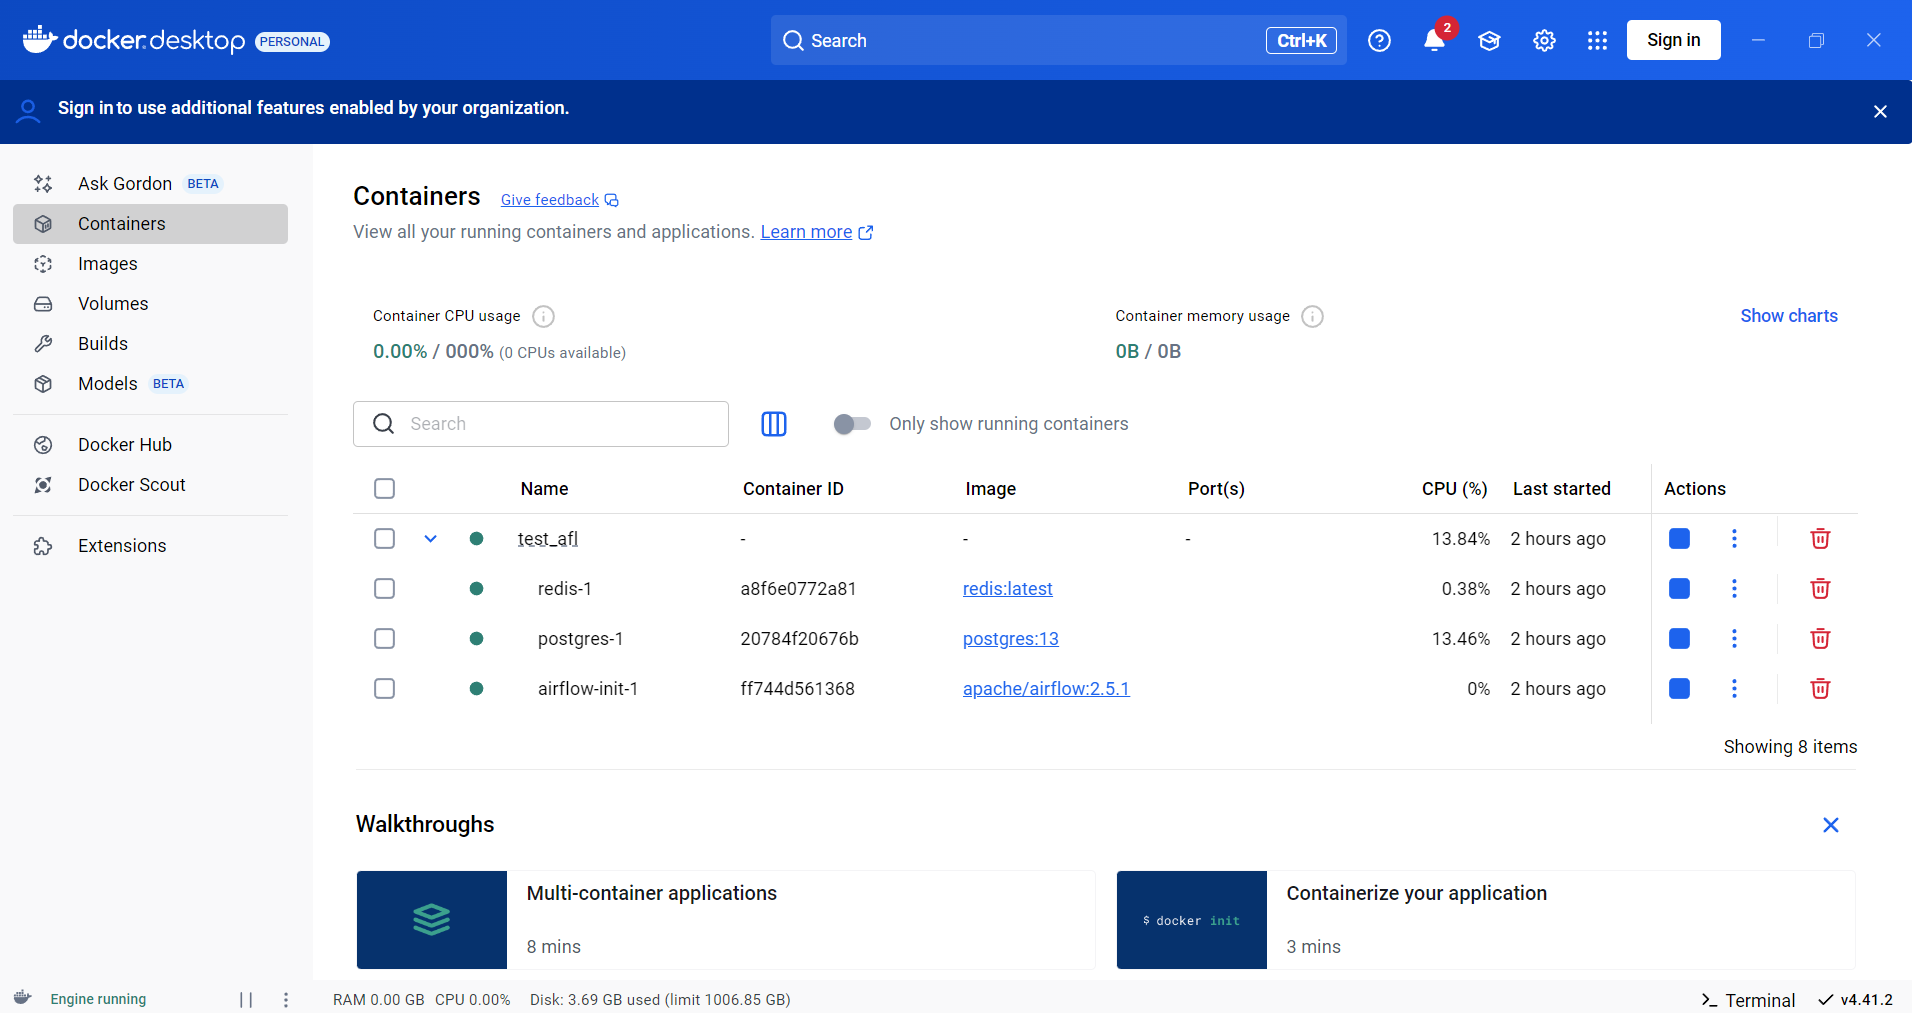 docker.desktop PERSONAL
Search Ctrl+K 2 Sign in
Sign in to use additional features enabled by your organization.
Ask Gordon BETA
Containers
Images
Volumes
Builds
Models BETA
Docker Hub
Docker Scout
Extensions
Containers Give feedback
View all your running containers and applications. Learn more
Container CPU usage
0.00% / 000% (0 CPUs available)
Container memory usage
0B / 0B
Show charts
Search
Only show running containers
Name Container ID Image Port(s) CPU (%) Last started Actions
test_afl - - - 13.84% 2 hours ago
redis-1 a8f6e0772a81 redis:latest 0.38% 2 hours ago
postgres-1 20784f20676b postgres:13 13.46% 2 hours ago
airflow-init-1 ff744d561368 apache/airflow:2.5.1 0% 2 hours ago
Showing 8 items
Walkthroughs
Multi-container applications
8 mins
$ docker init
Containerize your application
3 mins
Engine running RAM 0.00 GB CPU 0.00% Disk: 3.69 GB used (limit 1006.85 GB) Terminal v4.41.2